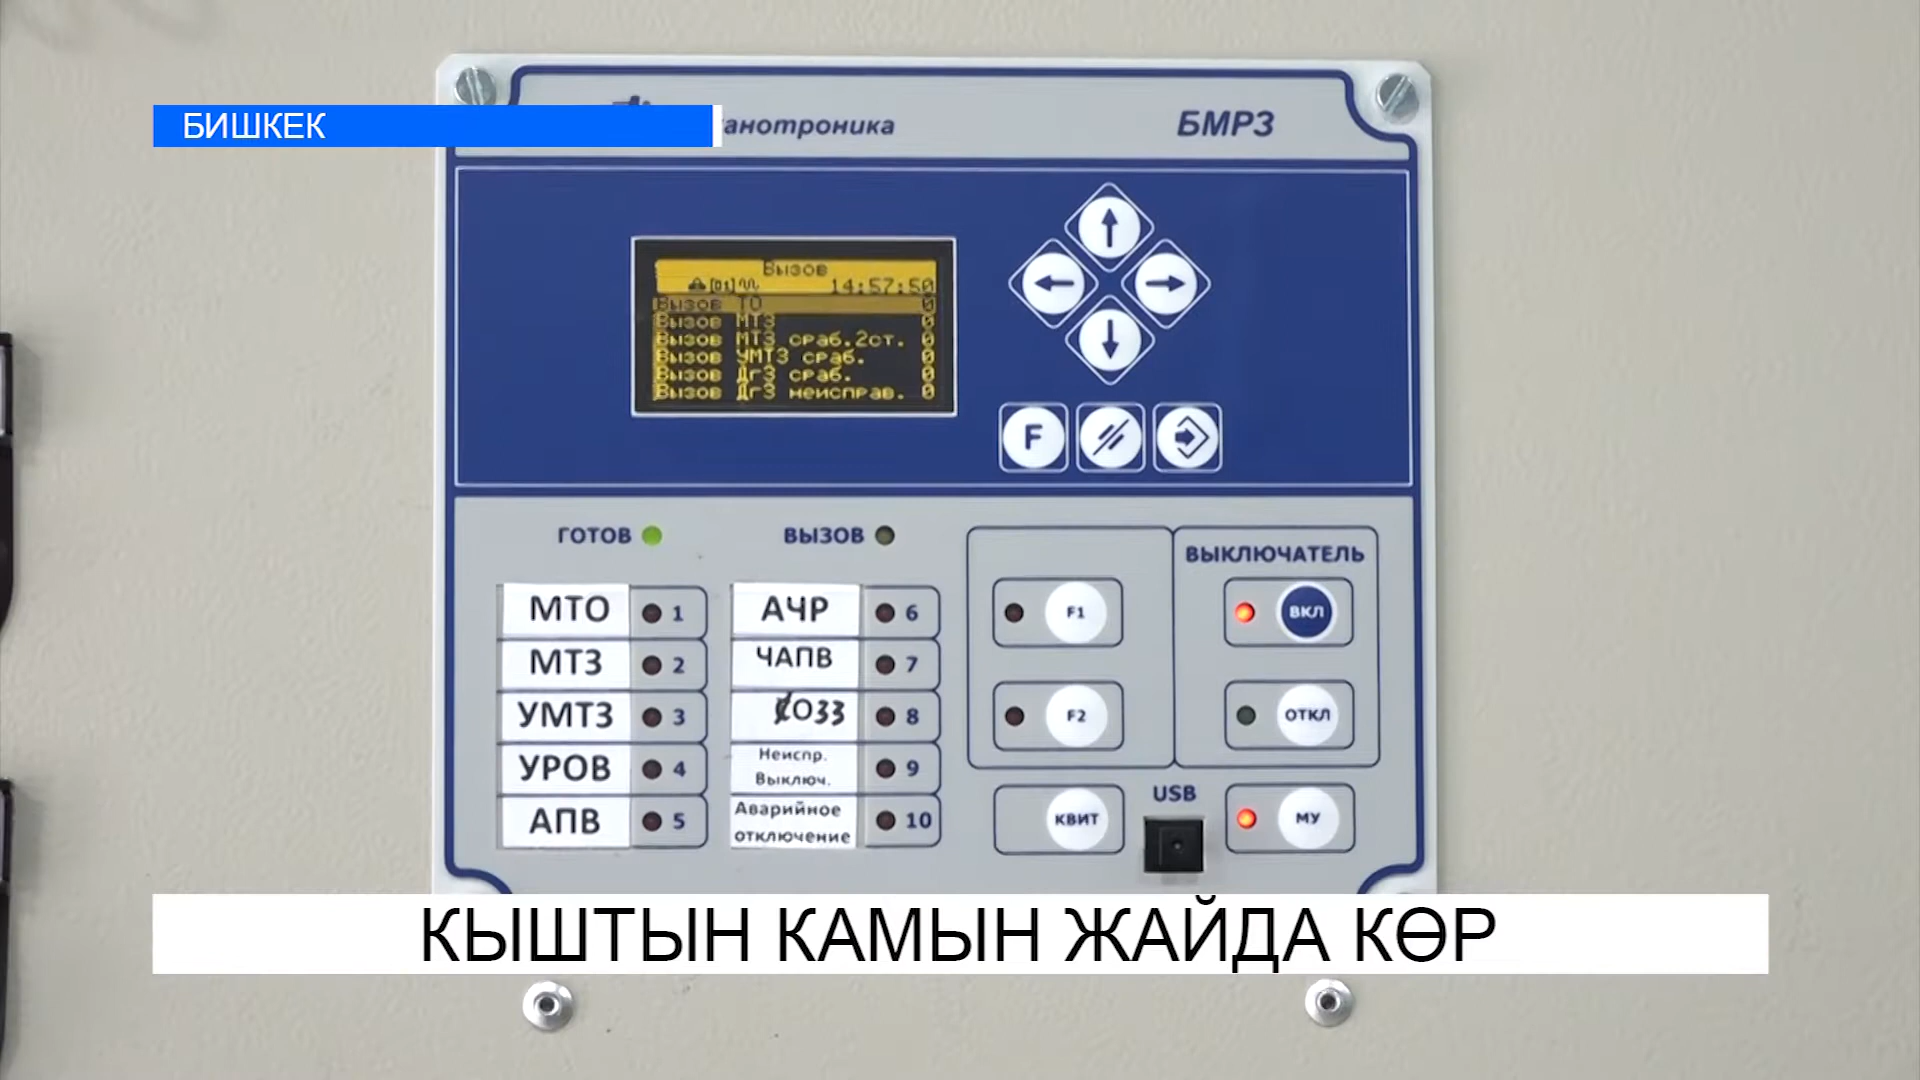 БИШКЕК
анотроника
БМРЗ
Вызов
[01] 14:57:50
Вызов ТО 0
Вызов МТЗ 0
Вызов МТЗ сраб.2ст. 0
Вызов УМТЗ сраб. 0
Вызов ДгЗ сраб. 0
Вызов ДгЗ неисправ. 0
F
ГОТОВ
ВЫЗОВ
МТО 1
МТЗ 2
УМТЗ 3
УРОВ 4
АПВ 5
АЧР 6
ЧАПВ 7
ОЗЗ 8
Неиспр.
Выключ. 9
Аварийное
отключение 10
F1
F2
КВИТ
ВЫКЛЮЧАТЕЛЬ
ВКЛ
ОТКЛ
USB
МУ
КЫШТЫН КАМЫН ЖАЙДА КӨР